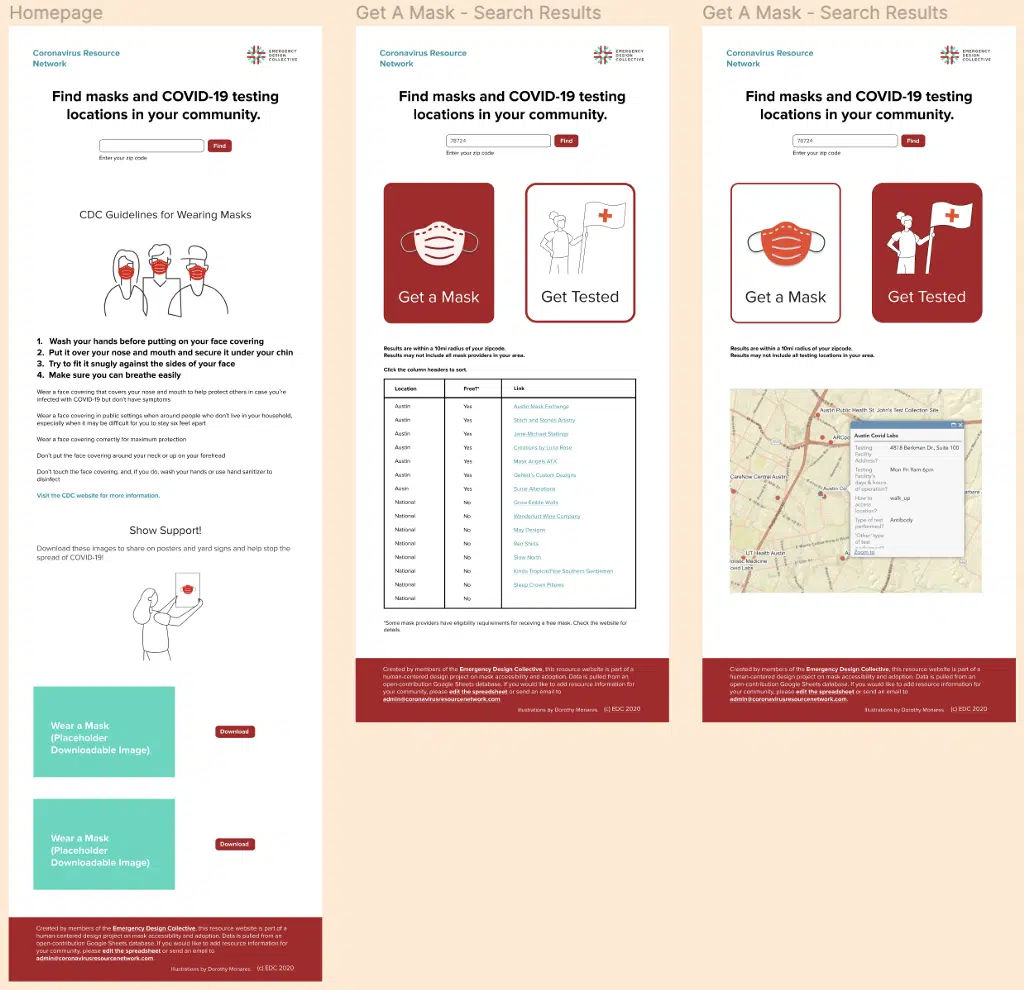 Homepage
Coronavirus Resource
Network
EMERGENCY
DESIGN
COLLECTIVE
Find masks and COVID-19 testing
locations in your community.
Find
Enter your zip code
CDC Guidelines for Wearing Masks
1. Wash your hands before putting on your face covering
2. Put it over your nose and mouth and secure it under your chin
3. Try to fit it snugly against the sides of your face
4. Make sure you can breathe easily
Wear a face covering that covers your nose and mouth to help protect others in case you're
infected with COVID-19 but don't have symptoms
Wear a face covering in public settings when around people who don't live in your household,
especially when it may be difficult for you to stay six feet apart
Wear a face covering correctly for maximum protection
Don't put the face covering around your neck or up on your forehead
Don't touch the face covering, and, if you do, wash your hands or use hand sanitizer to
disinfect
Visit the CDC website for more information.
Show Support!
Download these images to share on posters and yard signs and help stop the
spread of COVID-19!
Wear a Mask
(Placeholder
Downloadable Image)
Download
Wear a Mask
(Placeholder
Downloadable Image)
Download
Created by members of the Emergency Design Collective, this resource website is part of a
human-centered design project on mask accessibility and adoption. Data is pulled from an
open-contribution Google Sheets database. If you would like to add resource information for
your community, please edit the spreadsheet or send an email to
admin@coronavirusresourcenetwork.com.
Illustrations by Dorothy Monares. (c) EDC 2020
Get A Mask - Search Results
Coronavirus Resource
Network
EMERGENCY
DESIGN
COLLECTIVE
Find masks and COVID-19 testing
locations in your community.
78724
Find
Enter your zip code
Get a Mask
Get Tested
Results are within a 10mi radius of your zipcode.
Results may not include all mask providers in your area.
Click the column headers to sort.
Location Free?* Link
Austin Yes Austin Mask Exchange
Austin Yes Stitch and Stories Artistry
Austin Yes Jane-Michael Stallings
Austin Yes Creations by Luisa Rose
Austin Yes Mask Angels ATX
Austin Yes GeNell's Custom Designs
Austin Yes Susie Alterations
National No Grow Eatble Walls
National No Wanderlust Wine Company
National No May Designs
National No Red Shots
National No Slow North
National No Kinda Tropical/Fine Southern Gentleman
National No Sleep Crown Pillows
National No
*Some mask providers have eligibility requirements for receving a free mask. Check the website for
details.
Created by members of the Emergency Design Collective, this resource website is part of a
human-centered design project on mask accessibility and adoption. Data is pulled from an
open-contribution Google Sheets database. If you would like to add resource information for
your community, please edit the spreadsheet or send an email to
admin@coronavirusresourcenetwork.com
Illustrations by Dorothy Monares. (c) EDC 2020
Get A Mask - Search Results
Coronavirus Resource
Network
EMERGENCY
DESIGN
COLLECTIVE
Find masks and COVID-19 testing
locations in your community.
78724
Find
Enter your zip code
Get a Mask
Get Tested
Results are within a 10mi radius of your zipcode.
Results may not include all testing locations in your area.
Austin Public Health St. John's Test Collection Site
Austin Covid Labs
Testing
Facility
Address?
4818 Berkman Dr., Suite 100
Testing
Facility's
days & hours
of operation?
Mon Fri 9am-6pm
How to
access
location?
walk_up
Type of test
performed?
Antibody
'Other' type
of test
Zoom to
CareNow Central Austin
UT Health Austin
Created by members of the Emergency Design Collective, this resource website is part of a
human-centered design project on mask accessibility and adoption. Data is pulled from an
open-contribution Google Sheets database. If you would like to add resource information for
your community, please edit the spreadsheet or send an email to
admin@coronavirusresourcenetwork.com.
Illustrations by Dorothy Monares. (c) EDC 2020